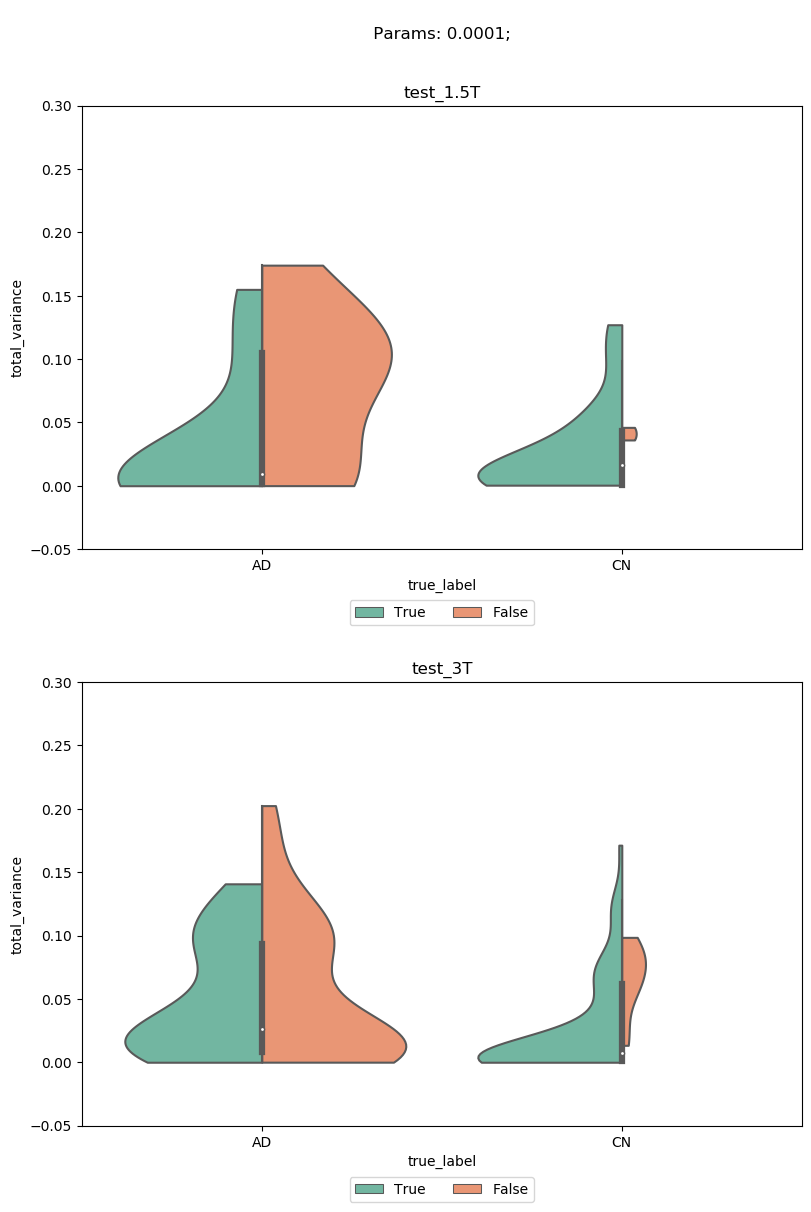 Params: 0.0001;
test_1.5T
0.30
0.25
0.20
0.15
0.10
0.05
0.00
−0.05
total_variance
AD
CN
true_label
True
False
test_3T
0.30
0.25
0.20
0.15
0.10
0.05
0.00
−0.05
total_variance
AD
CN
true_label
True
False